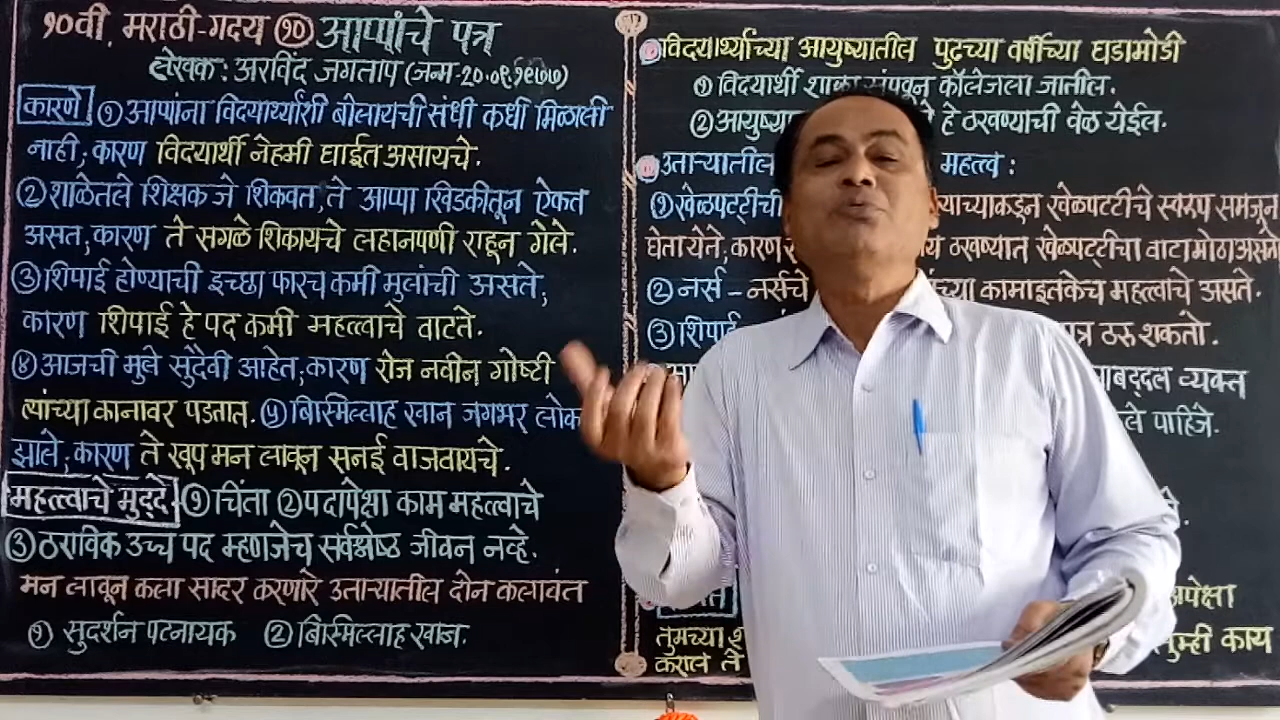 १०वी. मराठी-गदय १० आप्पांचे पत्र
लेखक : अरविंद जगताप (जन्म-20.०९.१९७७)
कारणे १ आप्पांना विदयार्थ्यांशी बोलायची संधी कधी मिळाली
नाही; कारण विदयार्थी नेहमी घाईत असायचे.
२ शाळेतले शिक्षक जे शिकवत, ते आप्पा खिडकीतून ऐकत
असत; कारण ते सगळे शिकायचे लहानपणी राहून गेले.
३ शिपाई होण्याची इच्छा फारच कमी मुलांची असते;
कारण शिपाई हे पद कमी महत्त्वाचे वाटते.
४ आजची मुले सुदैवी आहेत; कारण रोज नवीन गोष्टी
त्यांच्या कानावर पडतात. ५ बिस्मिल्लाह खान जगभर लोक
झाले; कारण ते खूप मन लावून सनई वाजवायचे.
महत्त्वाचे मुद्दे १ चिंता २ पदापेक्षा काम महत्त्वाचे
३ ठराविक उच्च पद म्हणजेच सर्वश्रेष्ठ जीवन नव्हे.
मन लावून कला सादर करणारे उताऱ्यातील दोन कलावंत
१ सुदर्शन पटनायक २ बिस्मिल्लाह खान.
विदयार्थ्यांच्या आयुष्यातील पुढच्या वर्षीच्या घडामोडी
१ विदयार्थी शाळा संपवून कॉलेजला जातील.
२ आयुष्या हे ठरवण्याची वेळ येईल.
उताऱ्यातील महत्त्व :
१ खेळपट्टीची याच्याकडून खेळपट्टीचे स्वरूप समजून
घेता येते; कारण य ठरवण्यात खेळपट्टीचा वाटा मोठा असतो
२ नर्स - नर्सचे च्या कामाइतकेच महत्त्वाचे असते.
३ शिपाई त्र ठरू शकतो.
बद्दल व्यक्त
ले पाहिजे.
अपेक्षा
तुमच्या तुम्ही काय
कराल ते